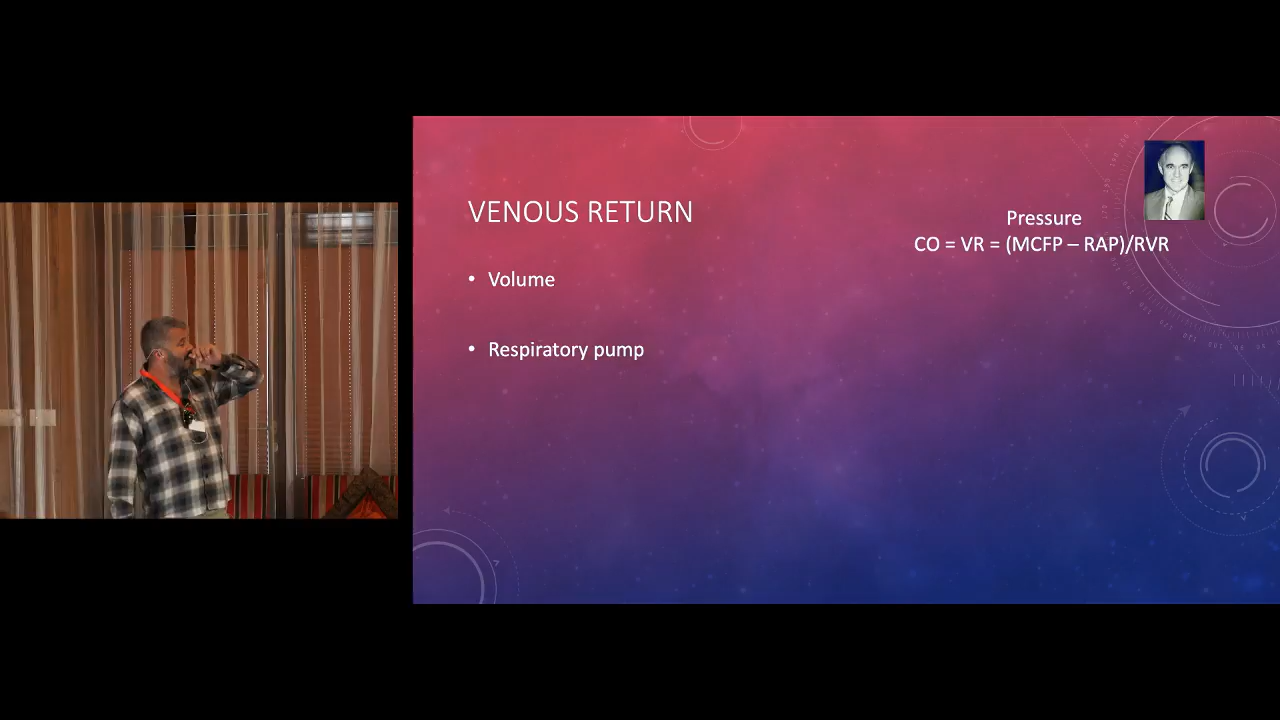 VENOUS RETURN
• Volume
• Respiratory pump
Pressure
CO = VR = (MCFP – RAP)/RVR